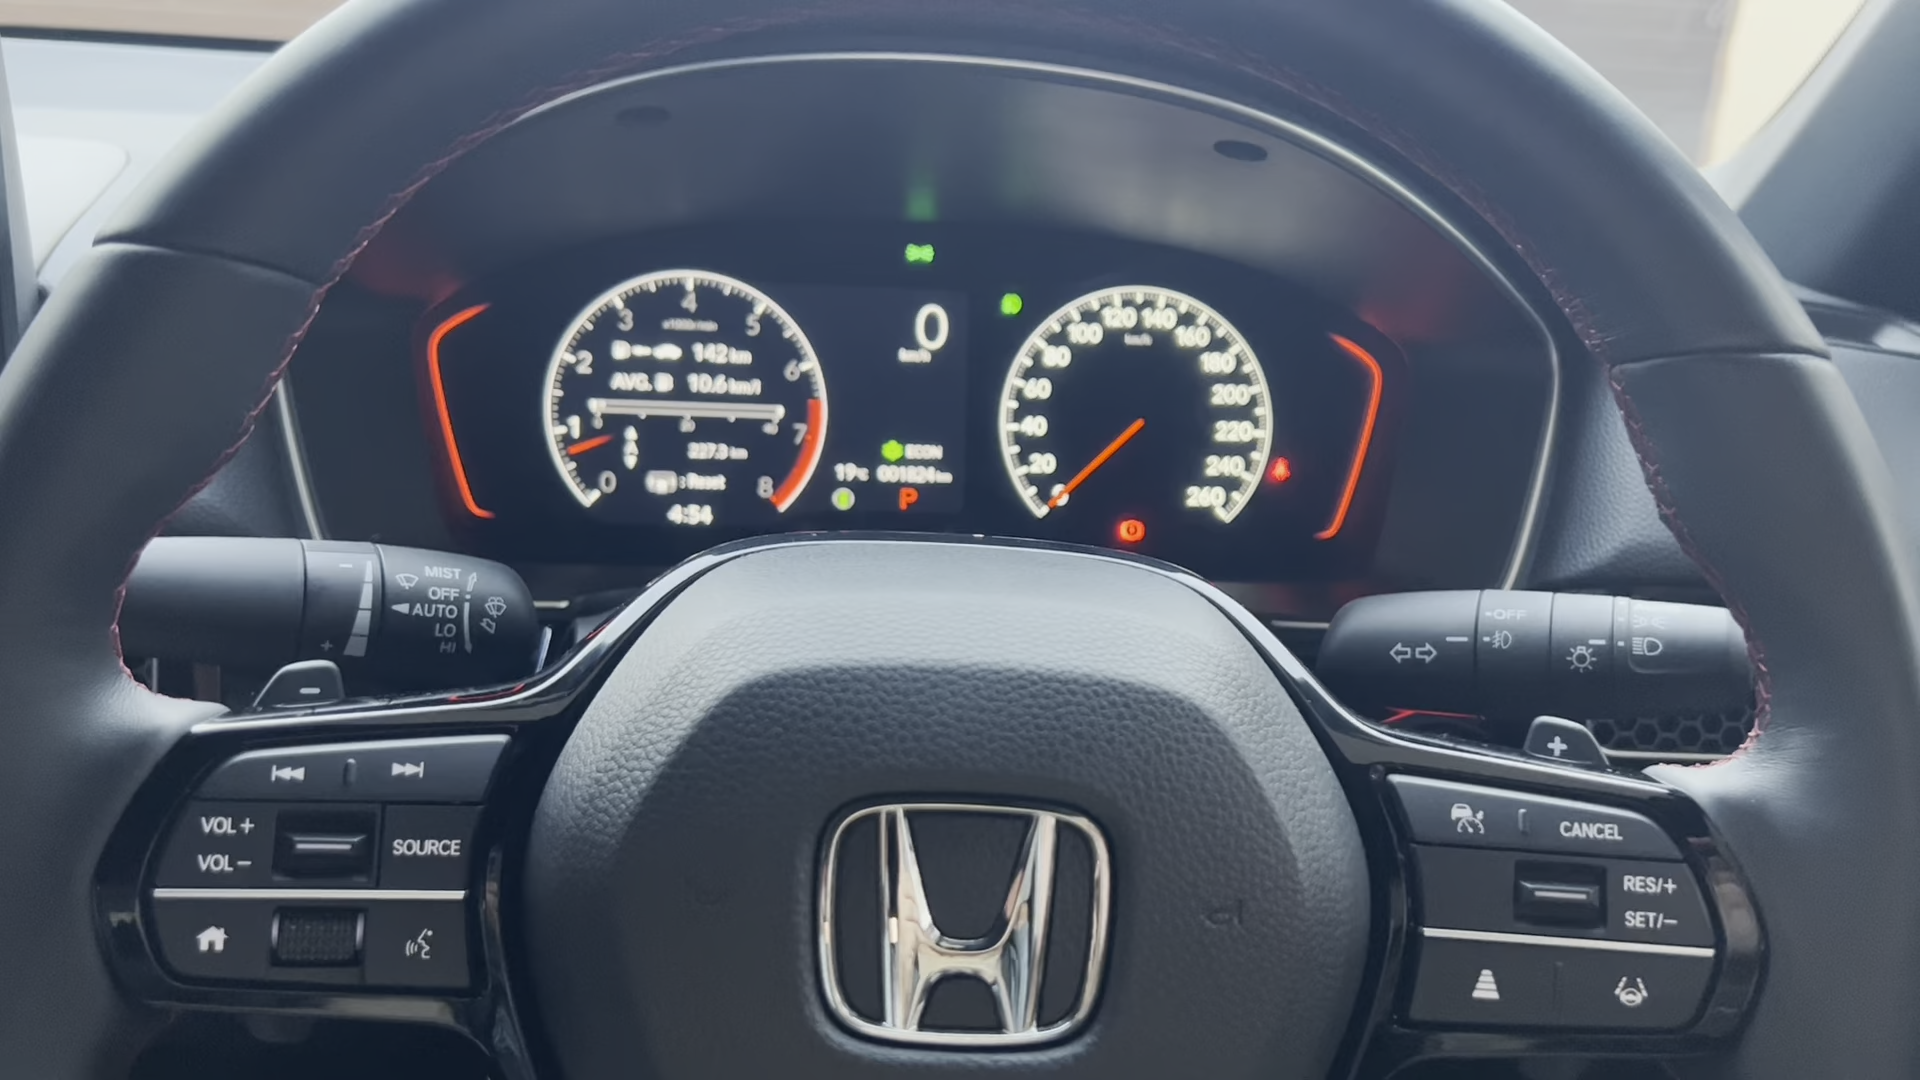 0
km/h
4
3
5
x1000r/min
142 km
2
6
AVG. 10.6 km/l
1
7
227.3 km
: Reset
0
8
4:54
ECON
19°c 001824 km
P
120 140
100
160
km/h
80
180
60
200
40
220
20
240
0
260
MIST
OFF
AUTO
LO
HI
−
+
OFF
−
+
VOL +
VOL −
SOURCE
CANCEL
RES/+
SET/−